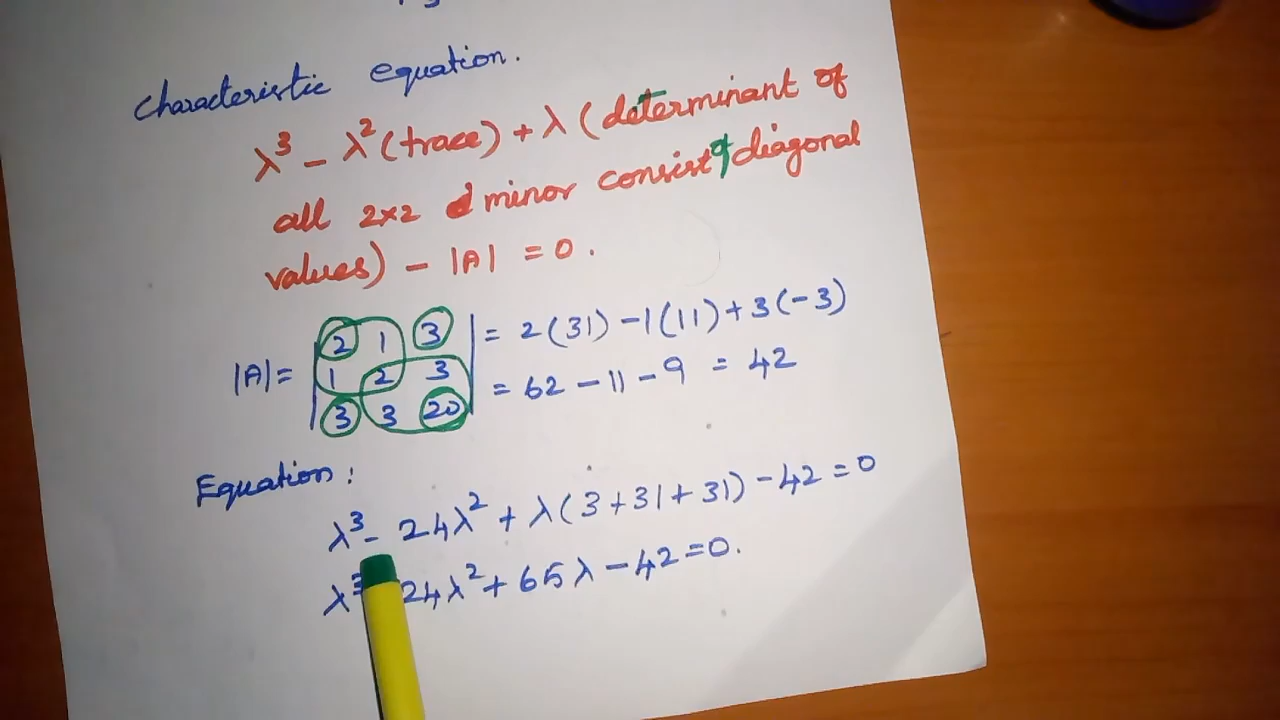 Characteristic equation.
λ³ - λ² (trace) + λ (determinant of
all 2×2 minor consist of diagonal
values) - |A| = 0.
|A| = | 2 1 3 | = 2(31) - 1(11) + 3(-3)
1 2 3 = 62 - 11 - 9 = 42
3 3 20
Equation:
λ³ - 24λ² + λ(3+31+31) - 42 = 0
λ³ 24λ² + 65λ - 42 = 0.